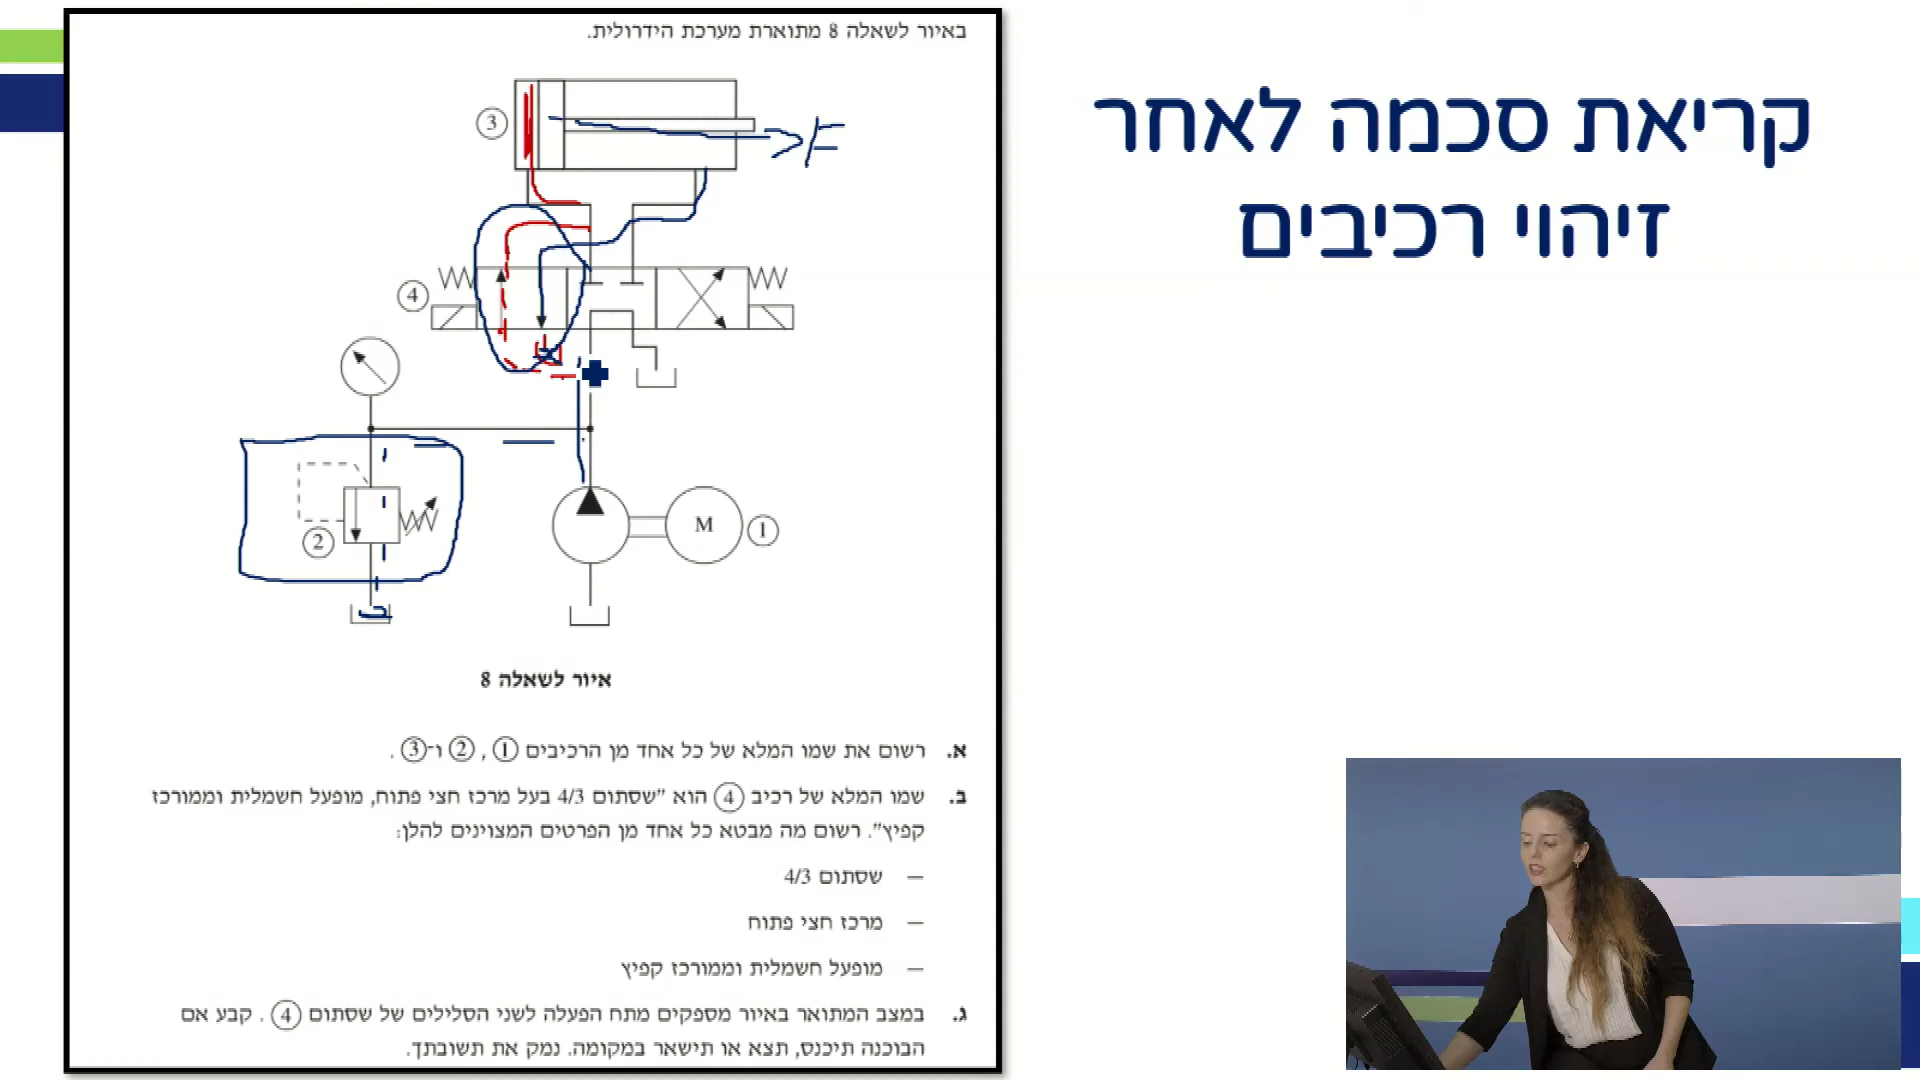 קריאת סכמה לאחר
זיהוי רכיבים
באיור לשאלה 8 מתוארת מערכת הידרולית.
3
F
4
2
M
1
איור לשאלה 8
א. רשום את שמו המלא של כל אחד מן הרכיבים 1, 2 ו-3.
ב. שמו המלא של רכיב 4 הוא "שסתום 4/3 בעל מרכז חצי פתוח, מופעל חשמלית וממורכז
קפיץ". רשום מה מבטא כל אחד מן הפרטים המצוינים להלן:
— שסתום 4/3
— מרכז חצי פתוח
— מופעל חשמלית וממורכז קפיץ
ג. במצב המתואר באיור מספקים מתח הפעלה לשני הסלילים של שסתום 4. קבע אם
הבוכנה תיכנס, תצא או תישאר במקומה. נמק את תשובתך.